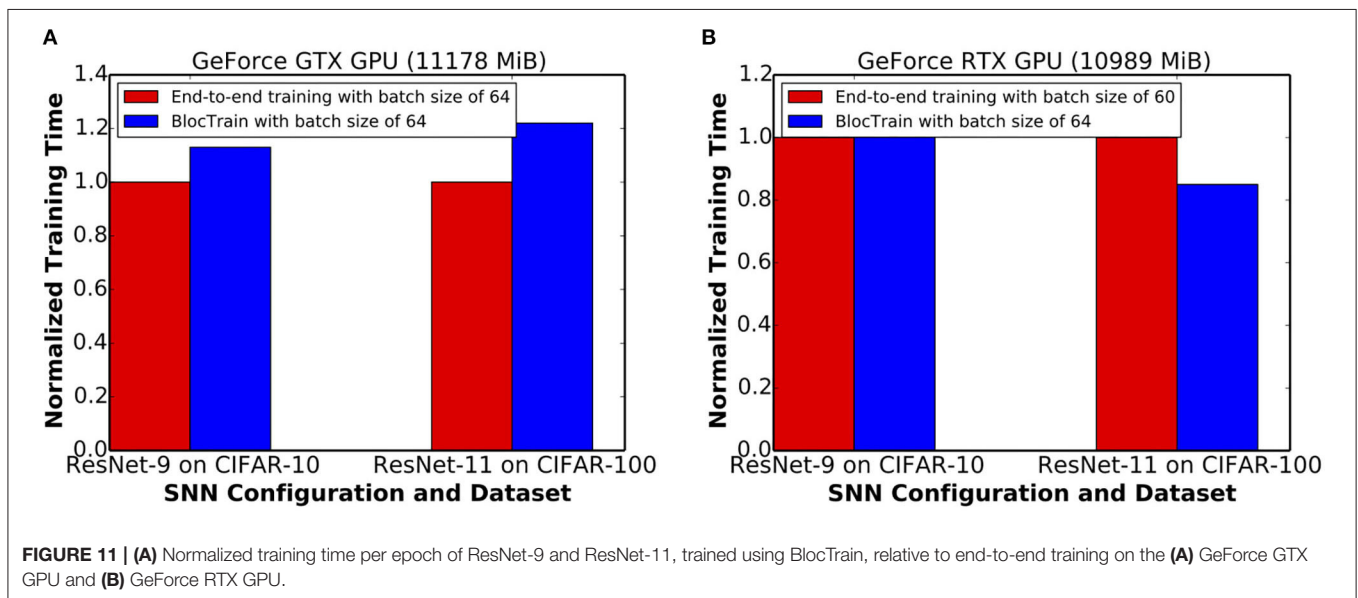 A
GeForce GTX GPU (11178 MiB)
1.4
1.2
1.0
0.8
0.6
0.4
0.2
0.0
Normalized Training Time
End-to-end training with batch size of 64
BlocTrain with batch size of 64
ResNet-9 on CIFAR-10
ResNet-11 on CIFAR-100
SNN Configuration and Dataset
B
GeForce RTX GPU (10989 MiB)
1.2
1.0
0.8
0.6
0.4
0.2
0.0
Normalized Training Time
End-to-end training with batch size of 60
BlocTrain with batch size of 64
ResNet-9 on CIFAR-10
ResNet-11 on CIFAR-100
SNN Configuration and Dataset
FIGURE 11 | (A) Normalized training time per epoch of ResNet-9 and ResNet-11, trained using BlocTrain, relative to end-to-end training on the (A) GeForce GTX
GPU and (B) GeForce RTX GPU.